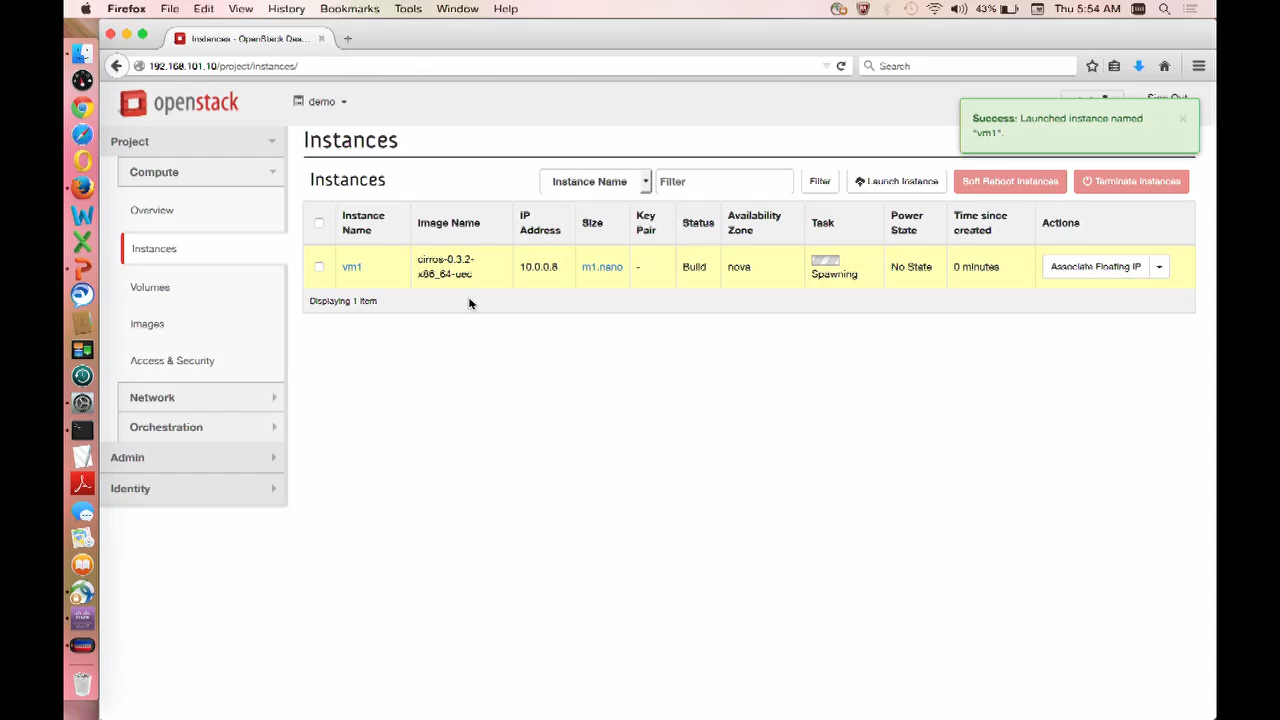 Firefox File Edit View History Bookmarks Tools Window Help 43% Thu 5:54 AM
Instances - OpenStack Das...
192.168.101.10/project/instances/ Search
openstack demo Sign Out
Success: Launched instance named
"vm1".
Project
Compute
Overview
Instances
Volumes
Images
Access & Security
Network
Orchestration
Admin
Identity
Instances
Instances Instance Name Filter Filter Launch Instance Soft Reboot Instances Terminate Instances
Instance Name Image Name IP Address Size Key Pair Status Availability Zone Task Power State Time since created Actions
vm1 cirros-0.3.2-x86_64-uec 10.0.0.8 m1.nano - Build nova Spawning No State 0 minutes Associate Floating IP
Displaying 1 item